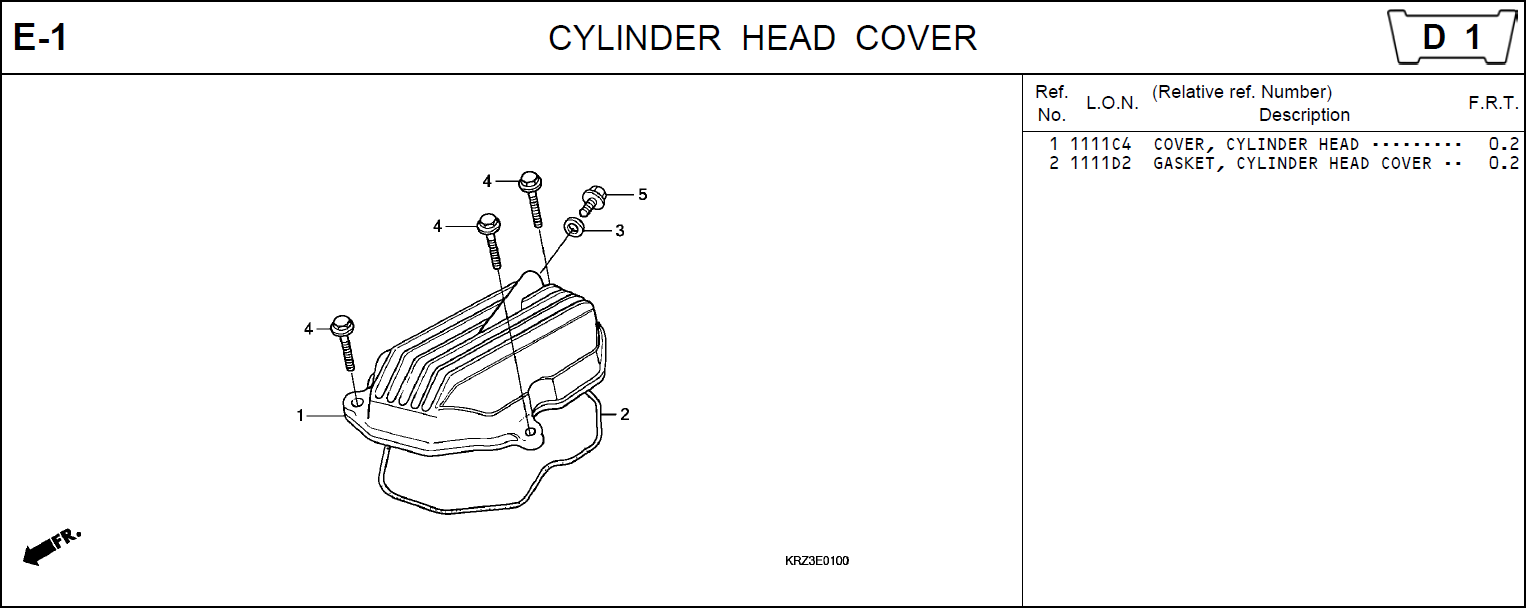 E-1
CYLINDER HEAD COVER
D 1
Ref. No.
L.O.N.
(Relative ref. Number)
Description
F.R.T.
1 1111C4 COVER, CYLINDER HEAD --------- 0.2
2 1111D2 GASKET, CYLINDER HEAD COVER -- 0.2
4
5
4
3
4
1
2
FR.
KRZ3E0100